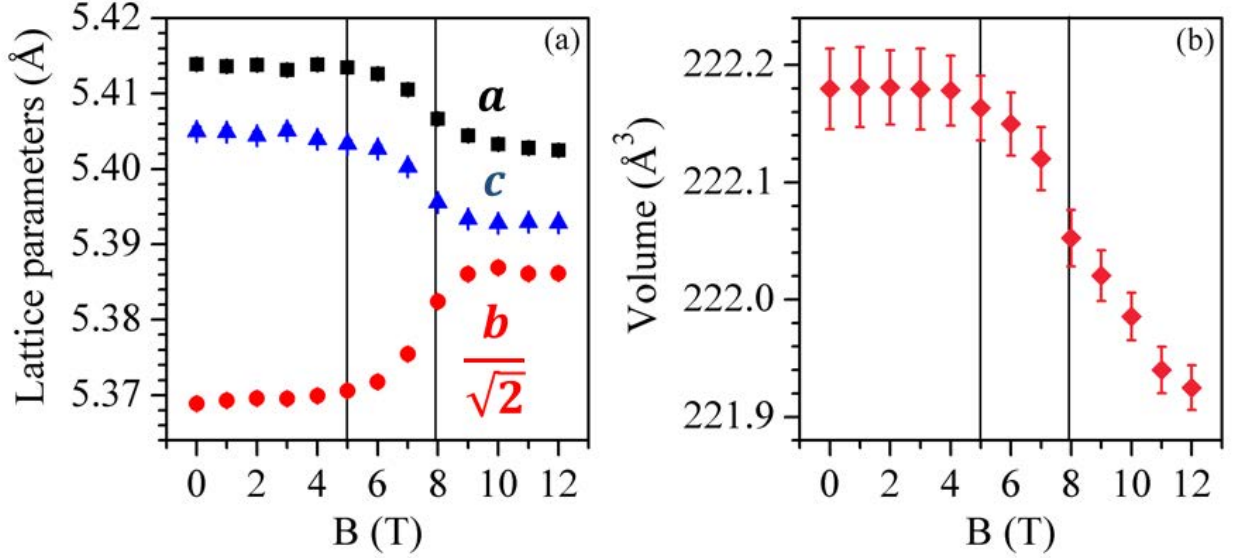 Lattice parameters (Å)
5.42
5.41
5.40
5.39
5.38
5.37
(a)
a
c
b
√2
0 2 4 6 8 10 12
B (T)
Volume (Å³)
222.2
222.1
222.0
221.9
(b)
0 2 4 6 8 10 12
B (T)